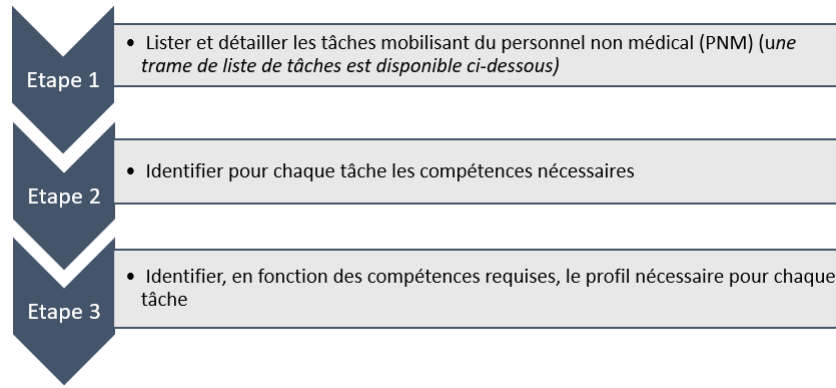 Etape 1
• Lister et détailler les tâches mobilisant du personnel non médical (PNM) (une
trame de liste de tâches est disponible ci-dessous)
Etape 2
• Identifier pour chaque tâche les compétences nécessaires
Etape 3
• Identifier, en fonction des compétences requises, le profil nécessaire pour chaque
tâche